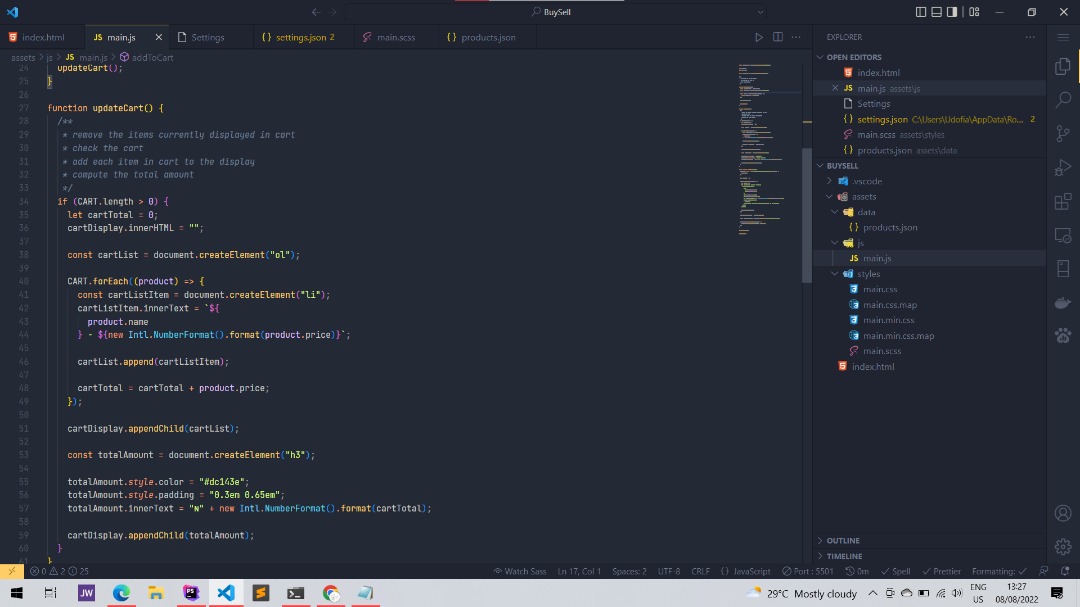 BuySell
index.html
JS main.js
Settings
{} settings.json 2
main.scss
{} products.json
assets > js > JS main.js > addToCart
24 updateCart();
25 }
26
27 function updateCart() {
28 /**
29 * remove the items currently displayed in cart
30 * check the cart
31 * add each item in cart to the display
32 * compute the total amount
33 */
34 if (CART.length > 0) {
35 let cartTotal = 0;
36 cartDisplay.innerHTML = "";
37
38 const cartList = document.createElement("ol");
39
40 CART.forEach((product) => {
41 const cartListItem = document.createElement("li");
42 cartListItem.innerText = `${
43 product.name
44 } - ${new Intl.NumberFormat().format(product.price)}`;
45
46 cartList.append(cartListItem);
47
48 cartTotal = cartTotal + product.price;
49 });
50
51 cartDisplay.appendChild(cartList);
52
53 const totalAmount = document.createElement("h3");
54
55 totalAmount.style.color = "#dc143e";
56 totalAmount.style.padding = "0.3em 0.65em";
57 totalAmount.innerText = "₦" + new Intl.NumberFormat().format(cartTotal);
58
59 cartDisplay.appendChild(totalAmount);
60 }
61 }
EXPLORER
OPEN EDITORS
index.html
JS main.js assets\js
Settings
{} settings.json C:\Users\Udofia\AppData\Ro... 2
main.scss assets\styles
{} products.json assets\data
BUYSELL
.vscode
assets
data
{} products.json
js
JS main.js
styles
main.css
main.css.map
main.min.css
main.min.css.map
main.scss
index.html
OUTLINE
TIMELINE
0 2 25
Watch Sass
Ln 17, Col 1
Spaces: 2
UTF-8
CRLF
{} JavaScript
Port : 5501
0m
Spell
Prettier
Formatting: ✓
JW
PS
29°C Mostly cloudy
ENG
US
13:27
08/08/2022